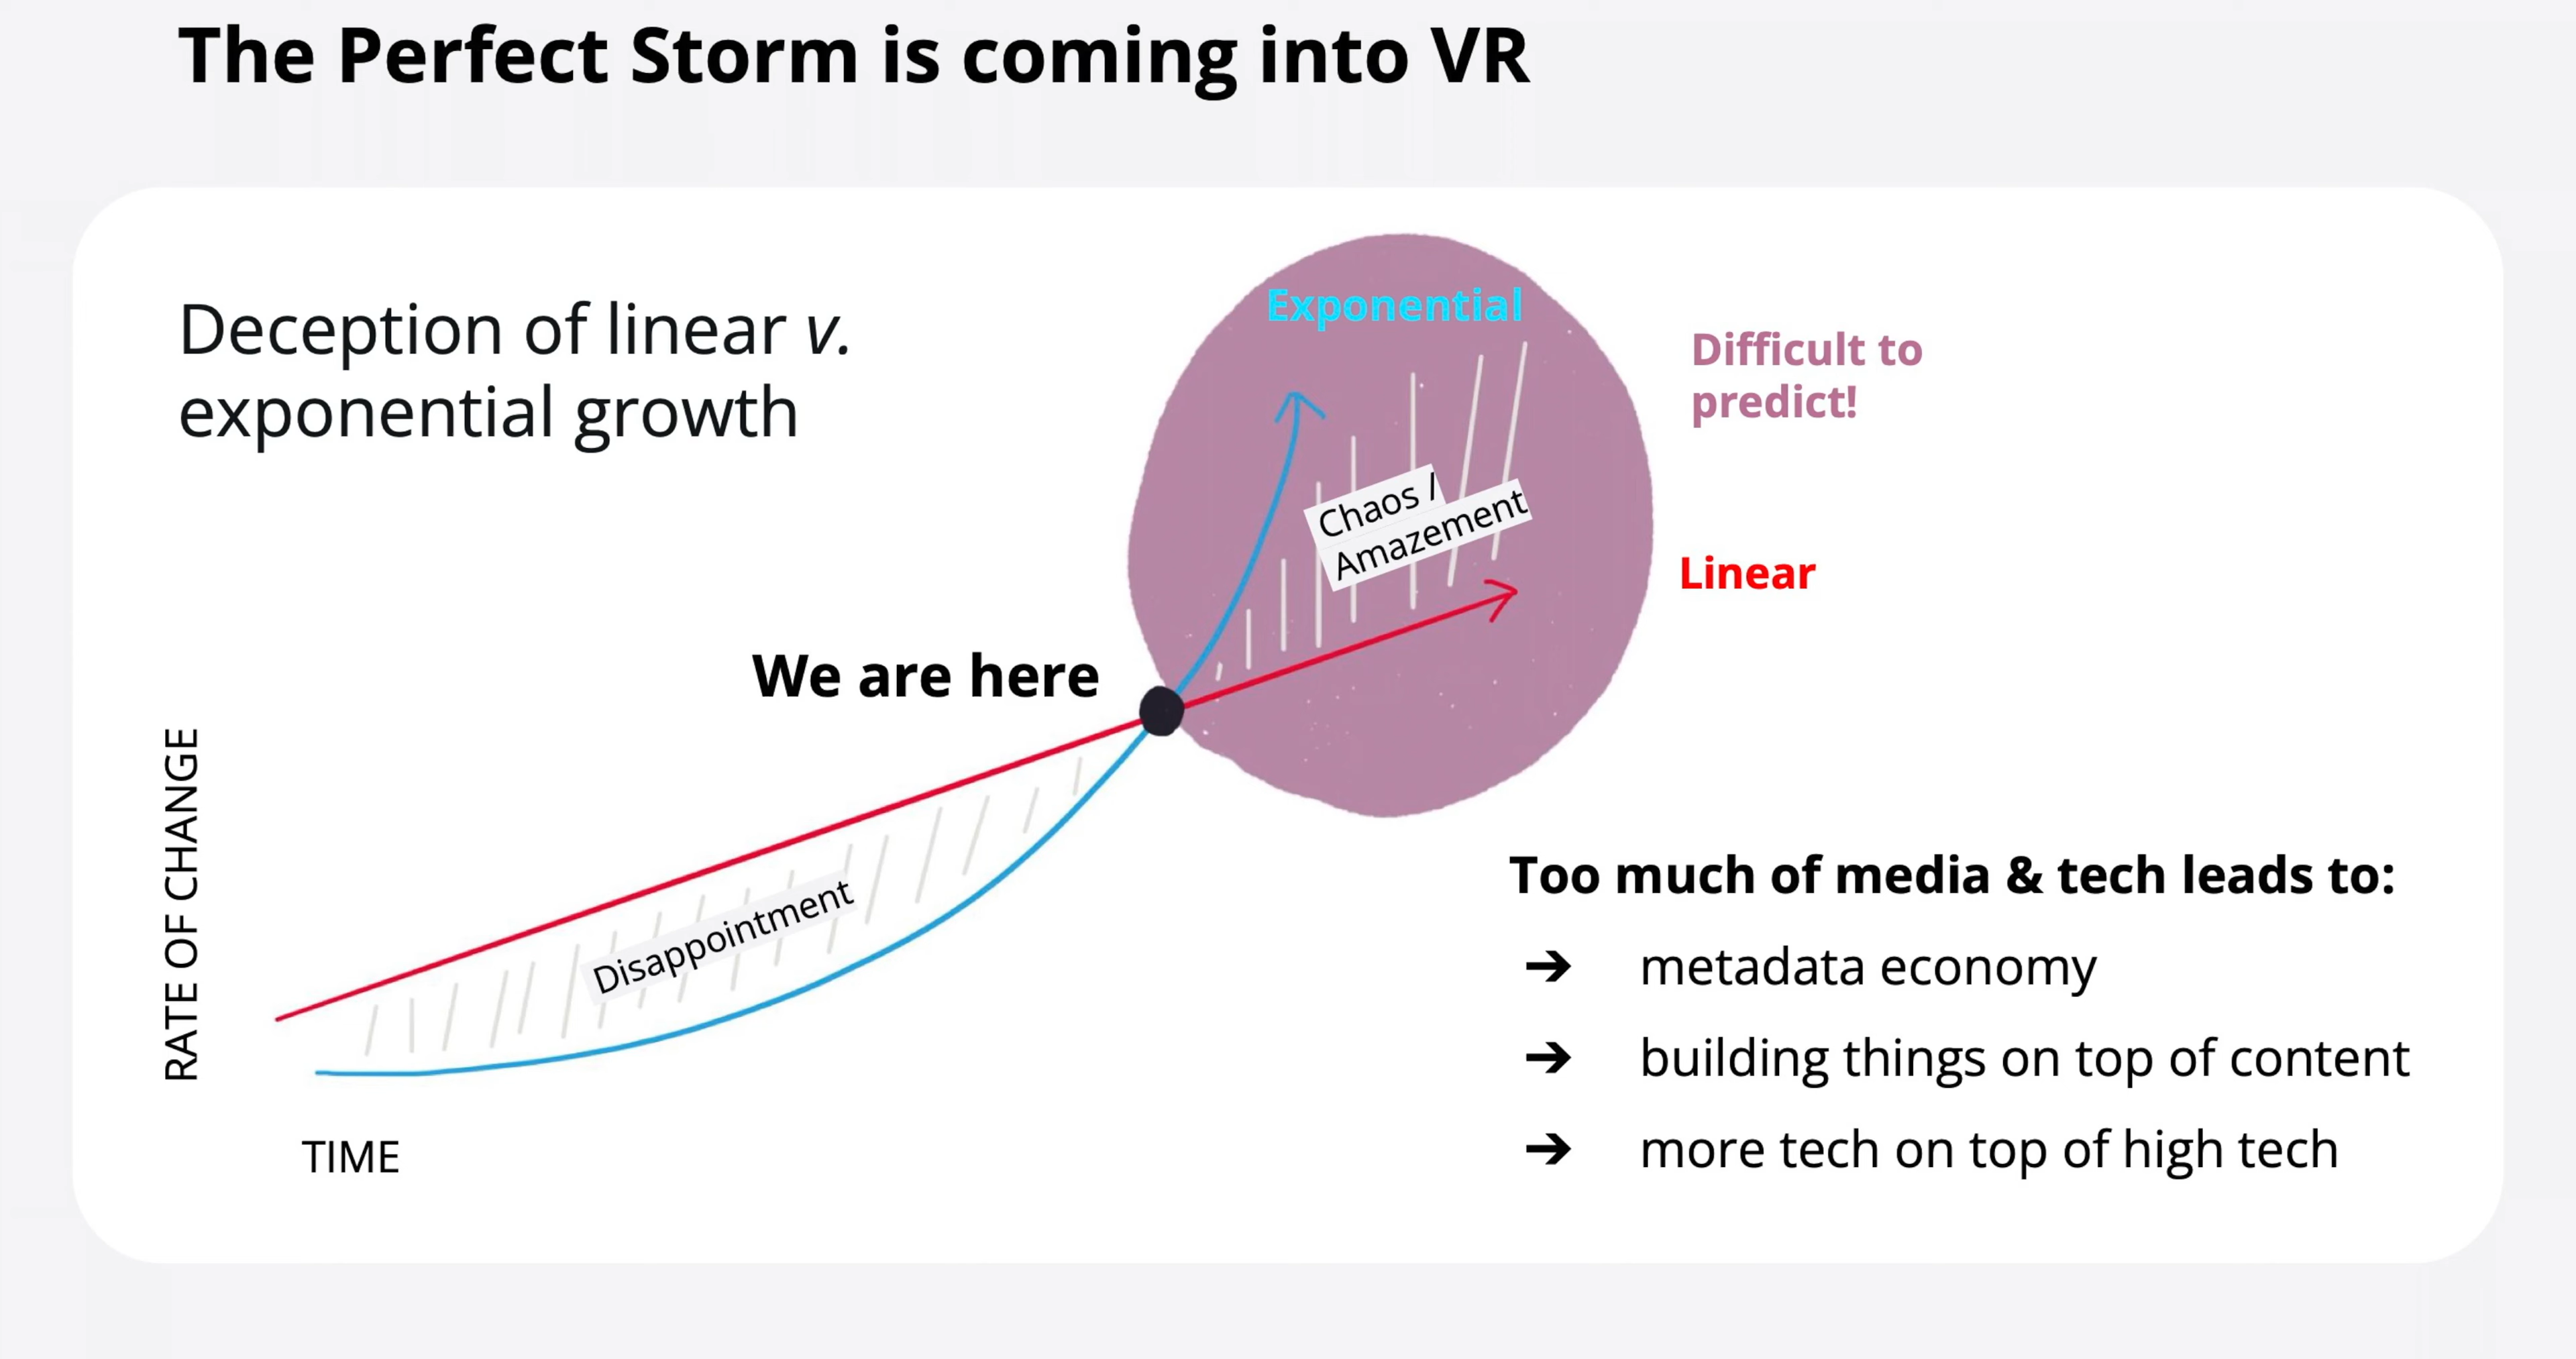 The Perfect Storm is coming into VR
Deception of linear v.
exponential growth
Exponential
Difficult to
predict!
Chaos /
Amazement
Linear
We are here
RATE OF CHANGE
Disappointment
TIME
Too much of media & tech leads to:
➔ metadata economy
➔ building things on top of content
➔ more tech on top of high tech